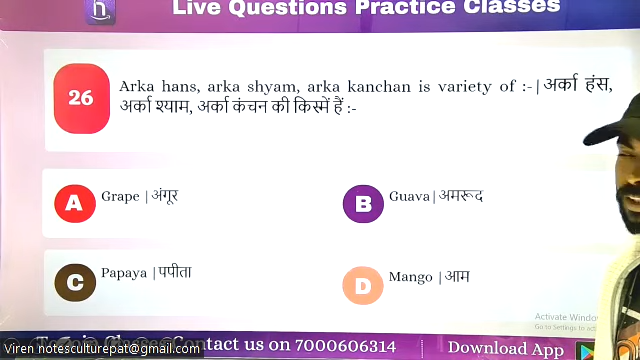 Live Questions Practice Classes
26
Arka hans, arka shyam, arka kanchan is variety of :-|अर्का हंस,
अर्का श्याम, अर्का कंचन की किस्में हैं :-
A Grape |अंगूर
B Guava|अमरूद
C Papaya |पपीता
D Mango |आम
Activate Windo
Go to Settings to act
Contact us on 7000606314
Download App
Viren notesculturepat@gmail.com